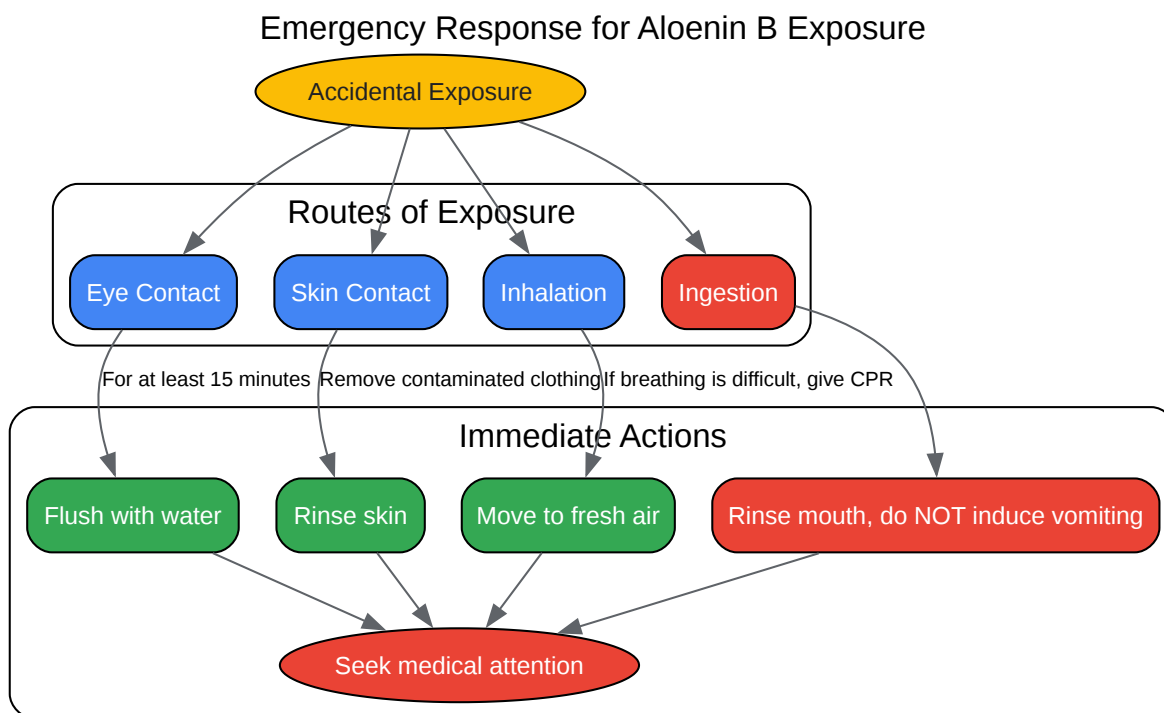 Emergency Response for Aloenin B Exposure
Accidental Exposure
Routes of Exposure
Eye Contact
Skin Contact
Inhalation
Ingestion
For at least 15 minutes
Remove contaminated clothing
If breathing is difficult, give CPR
Immediate Actions
Flush with water
Rinse skin
Move to fresh air
Rinse mouth, do NOT induce vomiting
Seek medical attention